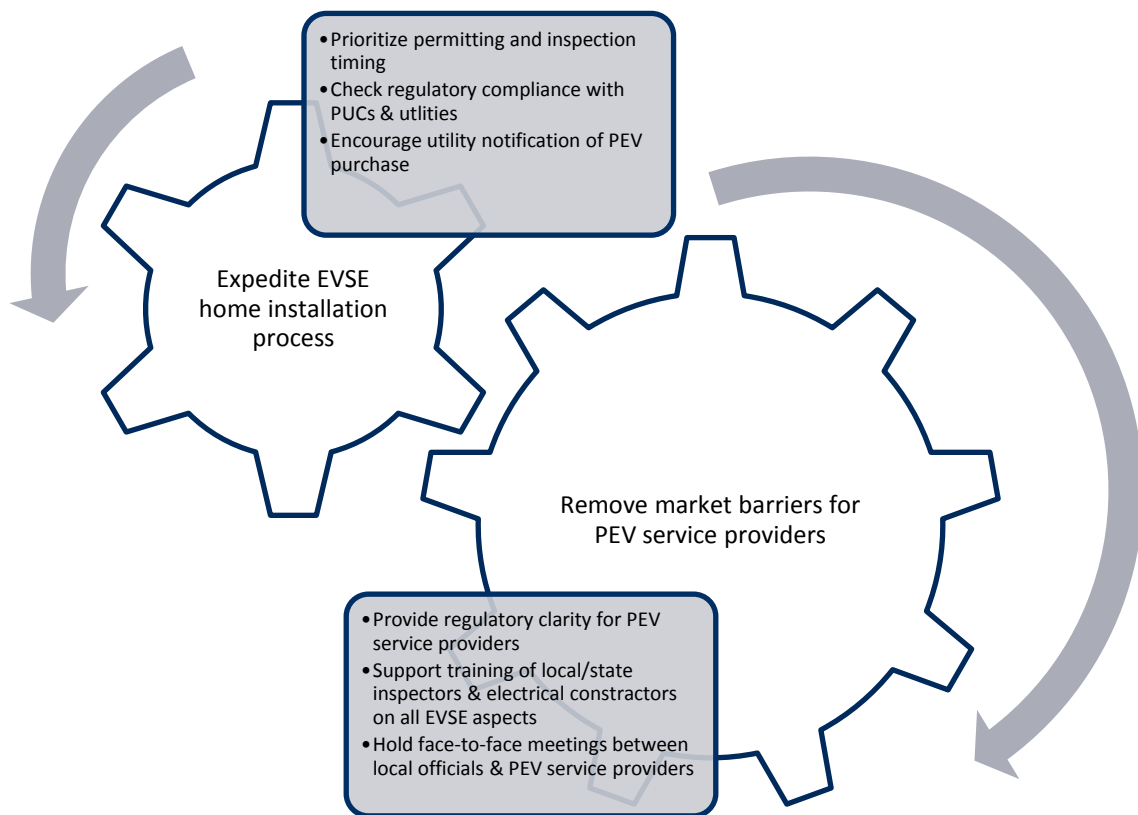 •Prioritize permitting and inspection
timing
•Check regulatory compliance with
PUCs & utlities
•Encourage utility notification of PEV
purchase
Expedite EVSE
home installation
process
Remove market barriers for
PEV service providers
•Provide regulatory clarity for PEV
service providers
•Support training of local/state
inspectors & electrical constractors
on all EVSE aspects
•Hold face-to-face meetings between
local officials & PEV service providers